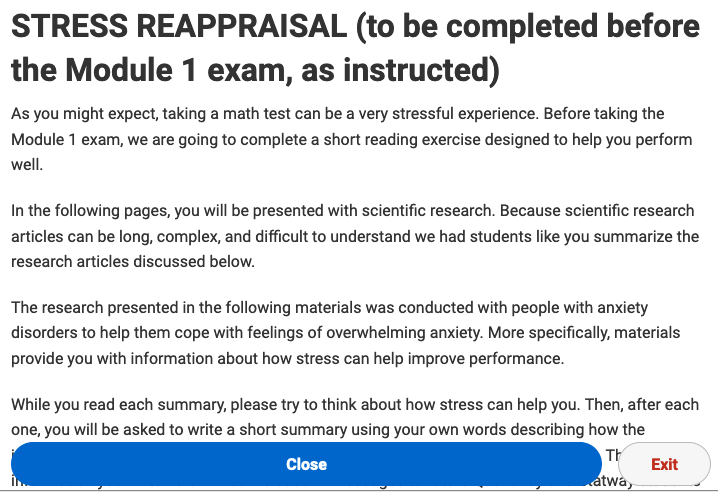 STRESS REAPPRAISAL (to be completed before
the Module 1 exam, as instructed)
As you might expect, taking a math test can be a very stressful experience. Before taking the
Module 1 exam, we are going to complete a short reading exercise designed to help you perform
well.
In the following pages, you will be presented with scientific research. Because scientific research
articles can be long, complex, and difficult to understand we had students like you summarize the
research articles discussed below.
The research presented in the following materials was conducted with people with anxiety
disorders to help them cope with feelings of overwhelming anxiety. More specifically, materials
provide you with information about how stress can help improve performance.
While you read each summary, please try to think about how stress can help you. Then, after each
one, you will be asked to write a short summary using your own words describing how the
Close
Exit